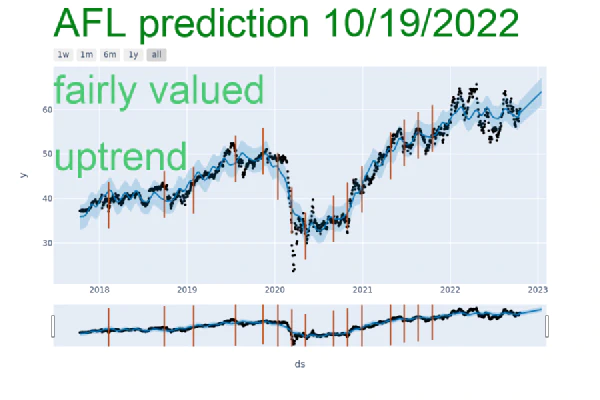 AFL prediction 10/19/2022
1w 1m 6m 1y all
fairly valued
uptrend
60
50
40
30
y
2018 2019 2020 2021 2022 2023
ds